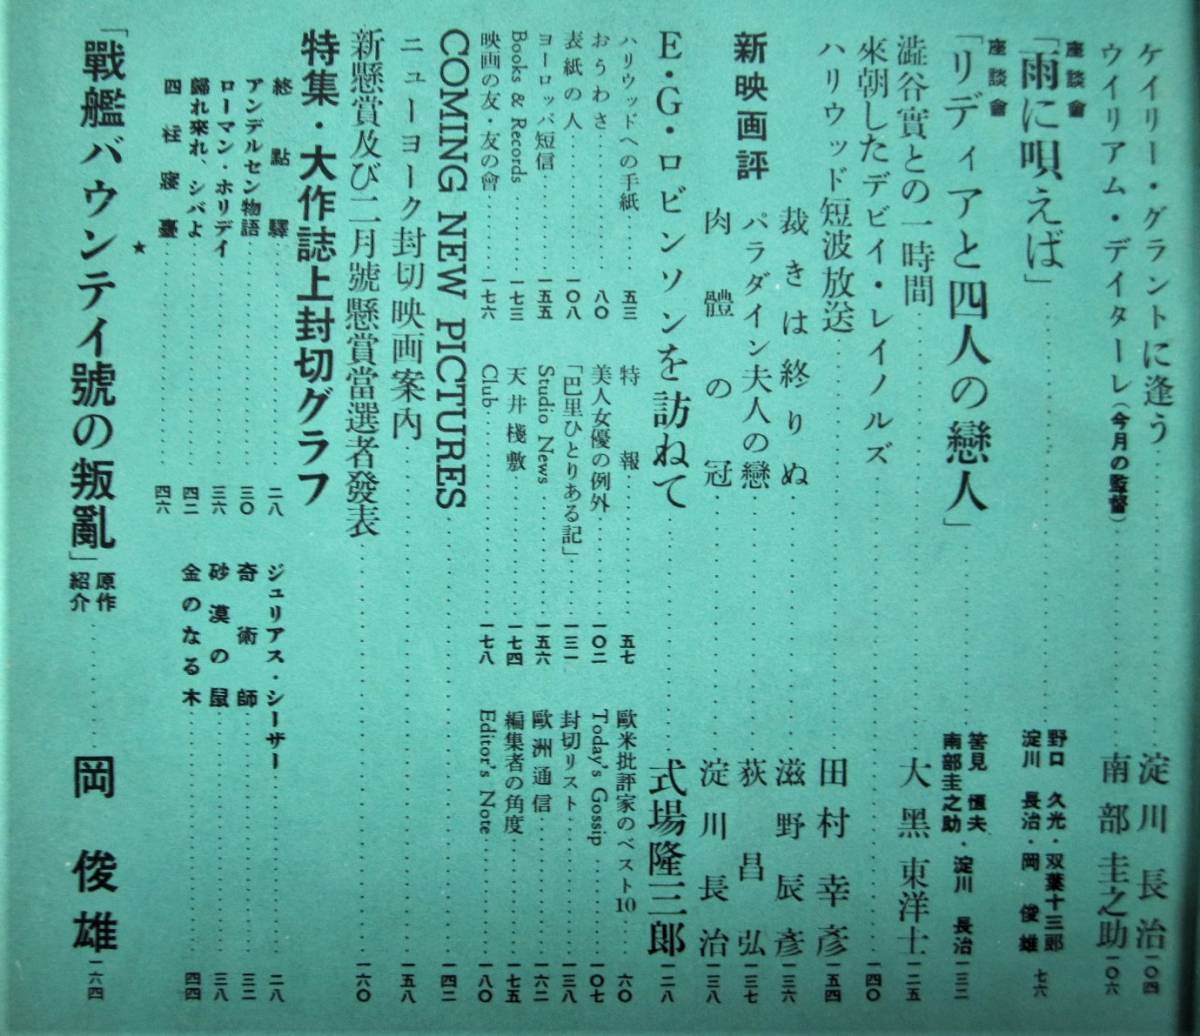 ケイリー・グラントに逢う 淀川長治 一〇四
ウイリアム・デイターレ（今月の監督） 南部圭之助 一〇六
座談會
「雨に唄えば」 野口久光・双葉十三郎 淀川長治・岡俊雄 七六
座談會
「リディアと四人の戀人」 筈見恒夫 南部圭之助・淀川長治 一三二
澁谷實との一時間 大黒東洋士 一二五
來朝したデビイ・レイノルズ 一四〇
ハリウッド短波放送 田村幸彦 一五四
新映画評
裁きは終りぬ 滋野辰彦 一三六
パラダイン夫人の戀 荻昌弘 一三七
肉體の冠 淀川長治 一三八
E・G・ロビンソンを訪ねて 式場隆三郎 一二八
ハリウッドへの手紙 五三
おうわさ 八〇
表紙の人 一〇八
ヨーロッパ短信 一五五
Books & Records 一七三
映画の友・友の會 一七六
特報 五七
美人女優の例外 一〇二
「巴里ひとりある記」 一三一
Studio News 一五六
天井棧敷 一七四
Club 一七八
歐米批評家のベスト10 六〇
Today's Gossip 一〇七
封切リスト 一三八
歐洲通信 一六二
編集者の角度 一七五
Editor's Note 一八〇
COMING NEW PICTURES 一四二
ニューヨーク封切映画案内 一五八
新懸賞及び二月號懸賞當選者發表 一六〇
特集・大作誌上封切グラフ
終點驛 二八
アンデルセン物語 三〇
ローマン・ホリデイ 三六
歸れ來れ、シバよ 四二
四柱寝臺 四六
ジュリアス・シーサー 二八
奇術師 三二
砂漠の鼠 三八
金のなる木 四四
★
「戰艦バウンテイ號の叛亂」 原作紹介 岡俊雄 一六四